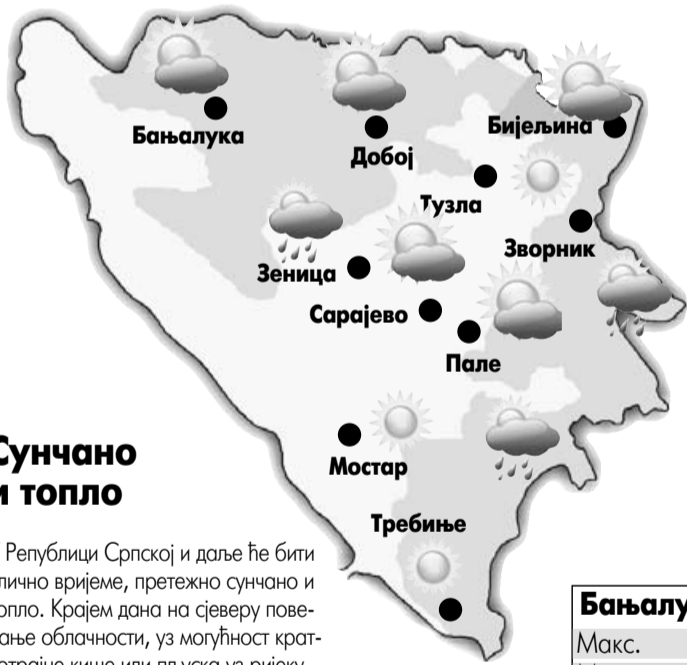 Бањалука
Добој
Бијељина
Тузла
Зворник
Зеница
Сарајево
Пале
Мостар
Требиње
Сунчано
и топло
Републици Српској и даље ће бити
лично вријеме, претежно сунчано и
опло. Крајем дана на сјеверу пове-
ање облачности, уз могућност крат-
Бањалу
Макс.